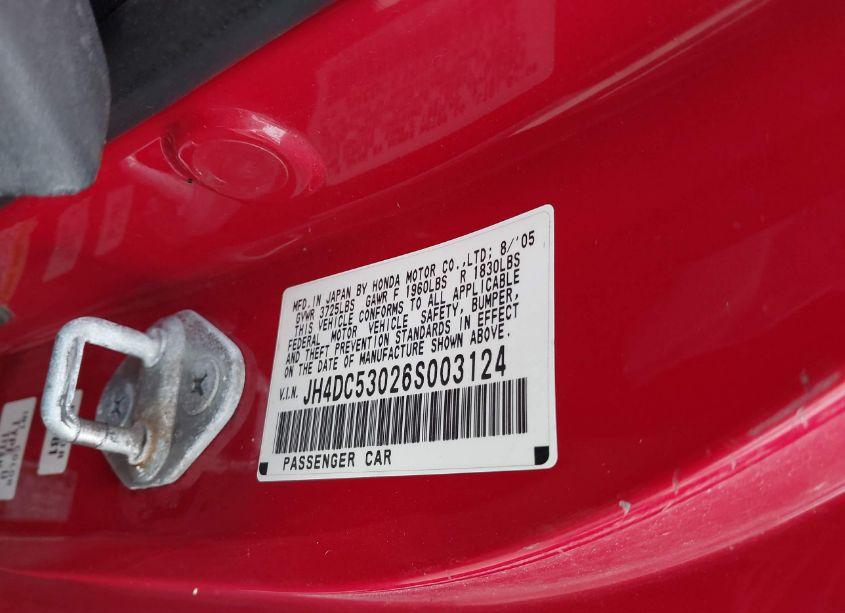 MFD. IN JAPAN BY HONDA MOTOR CO.,LTD; 8/'05
GVWR 3725LBS GAWR F 1960LBS R 1830LBS
THIS VEHICLE CONFORMS TO ALL APPLICABLE
FEDERAL MOTOR VEHICLE SAFETY, BUMPER,
AND THEFT PREVENTION STANDARDS IN EFFECT
ON THE DATE OF MANUFACTURE SHOWN ABOVE.
V.I.N. JH4DC53026S003124
PASSENGER CAR